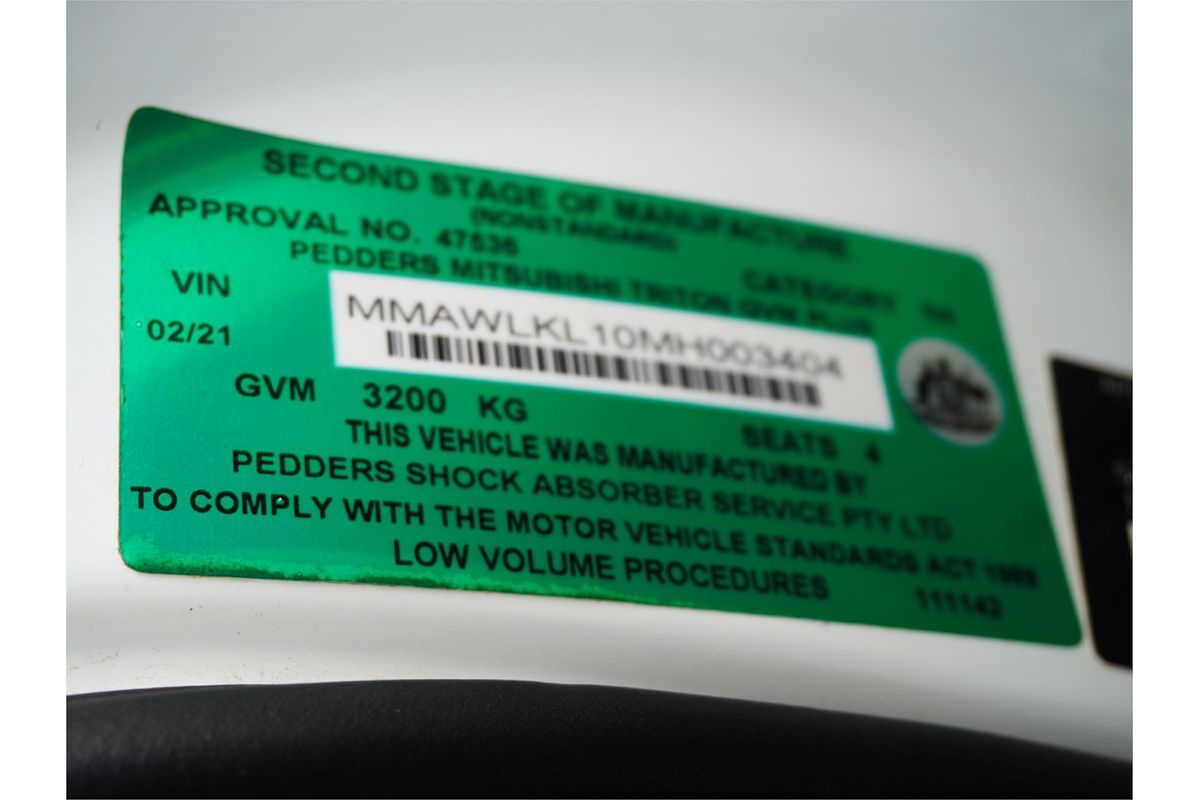 SECOND STAGE OF MANUFACTURE
(NONSTANDARD)
APPROVAL NO. 47536 CATEGORY
PEDDERS MITSUBISHI TRITON GVM PLUS
VIN MMAWLKL10MH003404
02/21
GVM 3200 KG SEATS 4
THIS VEHICLE WAS MANUFACTURED BY
PEDDERS SHOCK ABSORBER SERVICE PTY LTD
TO COMPLY WITH THE MOTOR VEHICLE STANDARDS ACT 1989
LOW VOLUME PROCEDURES 111142